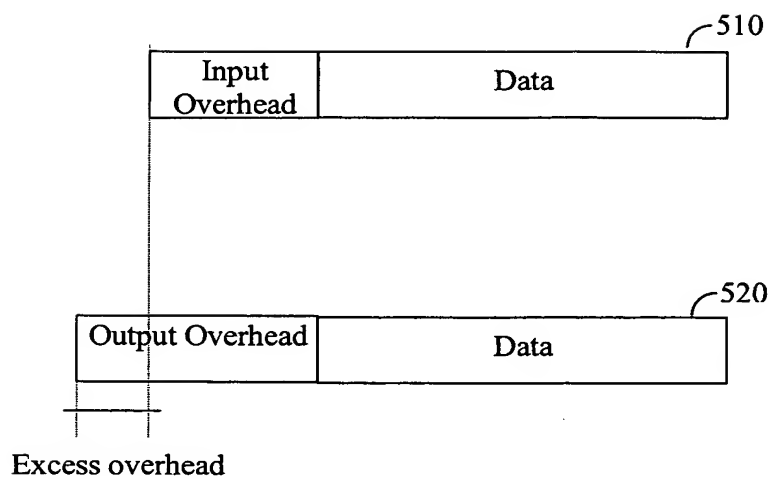 510
Input
Overhead
Data
520
Output Overhead
Data
Excess overhead